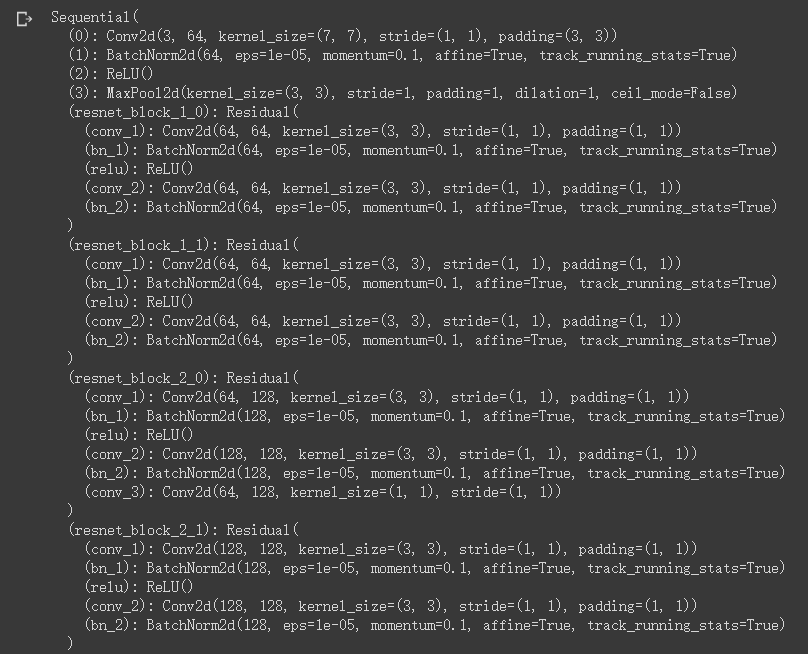 Sequential(
(0): Conv2d(3, 64, kernel_size=(7, 7), stride=(1, 1), padding=(3, 3))
(1): BatchNorm2d(64, eps=1e-05, momentum=0.1, affine=True, track_running_stats=True)
(2): ReLU()
(3): MaxPool2d(kernel_size=(3, 3), stride=1, padding=1, dilation=1, ceil_mode=False)
(resnet_block_1_0): Residual(
(conv_1): Conv2d(64, 64, kernel_size=(3, 3), stride=(1, 1), padding=(1, 1))
(bn_1): BatchNorm2d(64, eps=1e-05, momentum=0.1, affine=True, track_running_stats=True)
(relu): ReLU()
(conv_2): Conv2d(64, 64, kernel_size=(3, 3), stride=(1, 1), padding=(1, 1))
(bn_2): BatchNorm2d(64, eps=1e-05, momentum=0.1, affine=True, track_running_stats=True)
)
(resnet_block_1_1): Residual(
(conv_1): Conv2d(64, 64, kernel_size=(3, 3), stride=(1, 1), padding=(1, 1))
(bn_1): BatchNorm2d(64, eps=1e-05, momentum=0.1, affine=True, track_running_stats=True)
(relu): ReLU()
(conv_2): Conv2d(64, 64, kernel_size=(3, 3), stride=(1, 1), padding=(1, 1))
(bn_2): BatchNorm2d(64, eps=1e-05, momentum=0.1, affine=True, track_running_stats=True)
)
(resnet_block_2_0): Residual(
(conv_1): Conv2d(64, 128, kernel_size=(3, 3), stride=(1, 1), padding=(1, 1))
(bn_1): BatchNorm2d(128, eps=1e-05, momentum=0.1, affine=True, track_running_stats=True)
(relu): ReLU()
(conv_2): Conv2d(128, 128, kernel_size=(3, 3), stride=(1, 1), padding=(1, 1))
(bn_2): BatchNorm2d(128, eps=1e-05, momentum=0.1, affine=True, track_running_stats=True)
(conv_3): Conv2d(64, 128, kernel_size=(1, 1), stride=(1, 1))
)
(resnet_block_2_1): Residual(
(conv_1): Conv2d(128, 128, kernel_size=(3, 3), stride=(1, 1), padding=(1, 1))
(bn_1): BatchNorm2d(128, eps=1e-05, momentum=0.1, affine=True, track_running_stats=True)
(relu): ReLU()
(conv_2): Conv2d(128, 128, kernel_size=(3, 3), stride=(1, 1), padding=(1, 1))
(bn_2): BatchNorm2d(128, eps=1e-05, momentum=0.1, affine=True, track_running_stats=True)
)